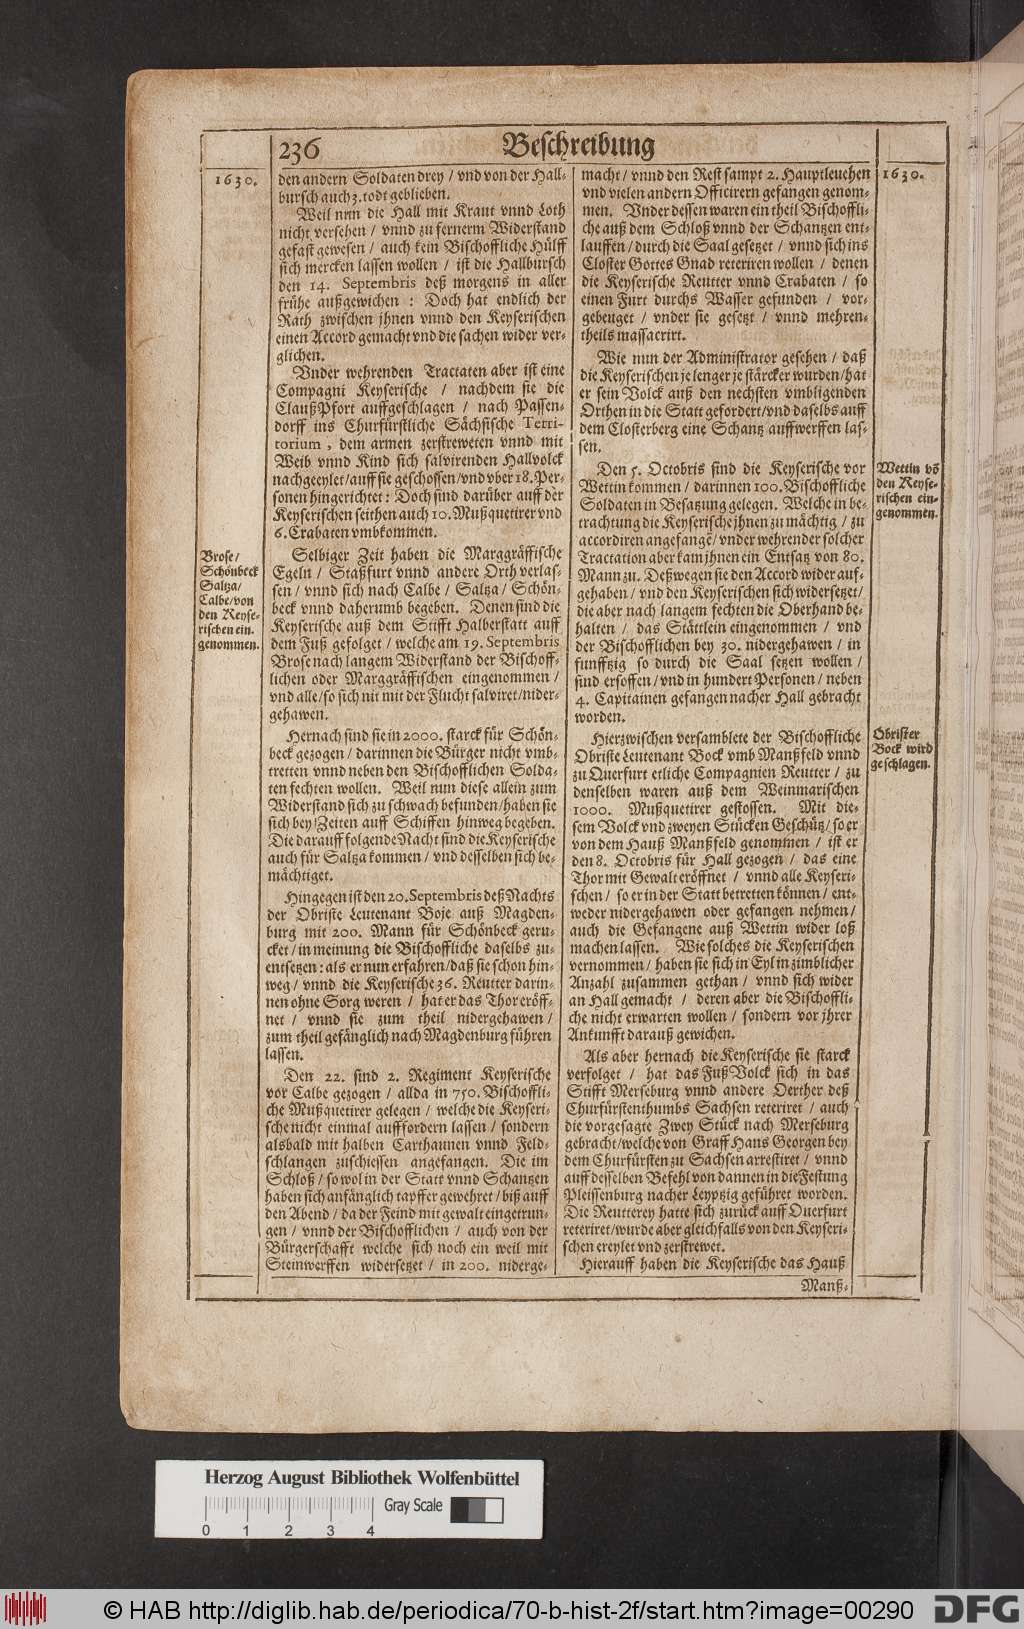 236 Beschreibung
1630.
den andern Soldaten drey / vnd von der Hall-
bursch auch 3. todt geblieben.
Weil nun die Hall mit Kraut vnnd Loth
nicht versehen / vnnd zu fernerm Widerstand
gefast gewesen / auch kein Bischoffliche Hülff
sich mercken lassen wollen / ist die Hallbursch
den 14. Septembris deß morgens in aller
frühe außgewichen : Doch hat endlich der
Rath zwischen jhnen vnnd den Keyserischen
einen Accord gemacht vnd die sachen wider ver-
glichen.
Vnder wehrenden Tractaten aber ist eine
Compagni Keyserische / nachdem sie die
ClaußPfort auffgeschlagen / nach Passen-
dorff ins Churfürstliche Sächsische Terri-
torium, dem armen zerstreweten vnnd mit
Weib vnnd Kind sich salvirenden Hallvolck
nachgeeylet / auff sie geschossen / vnd vber 18. Per-
sonen hingerichtet : Doch sind darüber auff der
Keyserischen seithen auch 10. Mußquetirer vnd
6. Crabaten vmbkommen.
Brose /
Schönbeck
Saltza /
Calbe / von
den Keyse-
rischen ein-
genommen.
Selbiger Zeit haben die Marggräffische
Egeln / Staßfurt vnnd andere Orth verlas-
sen / vnnd sich nach Calbe / Saltza / Schön-
beck vnnd daherumb begeben. Denen sind die
Keyserische auß dem Stifft Halberstatt auff
dem Fuß gefolget / welche am 19. Septembris
Brose nach langem Widerstand der Bischoff-
lichen oder Marggräffischen eingenommen /
vnd alle / so sich nit mit der Flucht salviret / nider-
gehawen.
Hernach sind sie in 2000. starck für Schön-
beck gezogen / darinnen die Bürger nicht vmb-
tretten vnnd neben den Bischofflichen Solda-
ten fechten wollen. Weil nun diese allein zum
Widerstand sich zu schwach befunden / haben sie
sich bey Zeiten auff Schiffen hinweg begeben.
Die darauff folgende Nacht sind die Keyserische
auch für Saltza kommen / vnd desselben sich be-
mächtiget.
Hingegen ist den 20. Septembris deß Nachts
der Obriste Leutenant Boje auß Magden-
burg mit 200. Mann für Schönbeck geru-
cket / in meinung die Bischoffliche daselbs zu-
entsetzen : als er nun erfahren / daß sie schon hin-
weg / vnnd die Keyserische 36. Reutter darin-
nen ohne Sorg weren / hat er das Thor eröff-
net / vnnd sie zum theil nidergehawen /
zum theil gefänglich nach Magdenburg führen
lassen.
Den 22. sind 2. Regiment Keyserische
vor Calbe gezogen / allda in 750. Bischoffli-
che Mußquetirer gelegen / welche die Keyseri-
sche nicht einmal aufffordern lassen / sondern
alsbald mit halben Carthaunen vnnd Feld-
schlangen zuschiessen angefangen. Die im
Schloß / so wol in der Statt vnnd Schantzen
haben sich anfänglich tapffer gewehret / biß auff
den Abend / da der Feind mit gewalt eingetrun-
gen / vnnd der Bischofflichen / auch von der
Bürgerschafft welche sich noch ein weil mit
Steinwerffen widersetzet / in 200. niderge-
1630.
macht / vnnd den Rest sampt 2. Hauptleuthen
vnd vielen andern Officirern gefangen genom-
men. Vnder dessen waren ein theil Bischoffli-
che auß dem Schloß vnnd der Schantzen ent-
lauffen / durch die Saal gesetzet / vnnd sich ins
Closter Gottes Gnad reteriren wollen / denen
die Keyserische Reutter vnnd Crabaten / so
einen Furt durchs Wasser gefunden / vor-
gebeuget / vnder sie gesetzt / vnnd mehren-
theils massacrirt.
Wie nun der Administrator gesehen / daß
die Keyserischen je lenger je stärcker wurden / hat
er sein Volck auß den nechsten vmbligenden
Orthen in die Statt gefordert / vnd daselbs auff
dem Closterberg eine Schantz auffwerffen las-
sen.
Wettin võ
den Keyse-
rischen ein-
genommen.
Den 5. Octobris sind die Keyserische vor
Wettin kommen / darinnen 100. Bischoffliche
Soldaten in Besatzung gelegen. Welche in be-
trachtung die Keyserische jhnen zu mächtig / zu
accordiren angefangẽ / vnder wehrender solcher
Tractation aber kam jhnen ein Entsatz von 80.
Mann zu. Deßwegen sie den Accord wider auf-
gehaben / vnd den Keyserischen sich widersetzet /
die aber nach langem fechten die Oberhand be-
halten / das Stättlein eingenommen / vnd
der Bischofflichen bey 30. nidergehawen / in
funfftzig so durch die Saal setzen wollen /
sind ersoffen / vnd in hundert Personen / neben
4. Capitainen gefangen nacher Hall gebracht
worden.
Obrister
Bock wird
geschlagen.
Hierzwischen versamblete der Bischoffliche
Obriste Leutenant Bock vmb Manßfeld vnnd
zu Querfurt etliche Compagnien Reutter / zu
denselben waren auß dem Weinmarischen
1000. Mußquetirer gestossen. Mit die-
sem Volck vnd zweyen Stücken Geschütz / so er
von dem Hauß Manßfeld genommen / ist er
den 8. Octobris für Hall gezogen / das eine
Thor mit Gewalt eröffnet / vnnd alle Keyseri-
schen / so er in der Statt betretten können / ent-
weder nidergehawen oder gefangen nehmen /
auch die Gefangene auß Wettin wider loß
machen lassen. Wie solches die Keyserischen
vernommen / haben sie sich in Eyl in zimblicher
Anzahl zusammen gethan / vnnd sich wider
an Hall gemacht / deren aber die Bischoffli-
che nicht erwarten wollen / sondern vor jhrer
Ankunfft darauß gewichen.
Als aber hernach die Keyserische sie starck
verfolget / hat das Fuß Volck sich in das
Stifft Merseburg vnnd andere Oerther deß
Churfürstenthumbs Sachsen reteriret / auch
die vorgesagte Zwey Stück nach Merseburg
gebracht / welche von Graff Hans Georgen bey
dem Churfürsten zu Sachsen arrestiret / vnnd
auff desselben Befehl von dannen in die Festung
Pleissenburg nacher Leyptzig geführet worden.
Die Reutterey hatte sich zurück auff Querfurt
reteriret / wurde aber gleichfalls von den Keyseri-
schen ereylet vnd zerstrewet.
Hierauff haben die Keyserische das Hauß
Manß-
Herzog August Bibliothek Wolfenbüttel
Gray Scale
0 1 2 3 4
© HAB http://diglib.hab.de/periodica/70-b-hist-2f/start.htm?image=00290
DFG